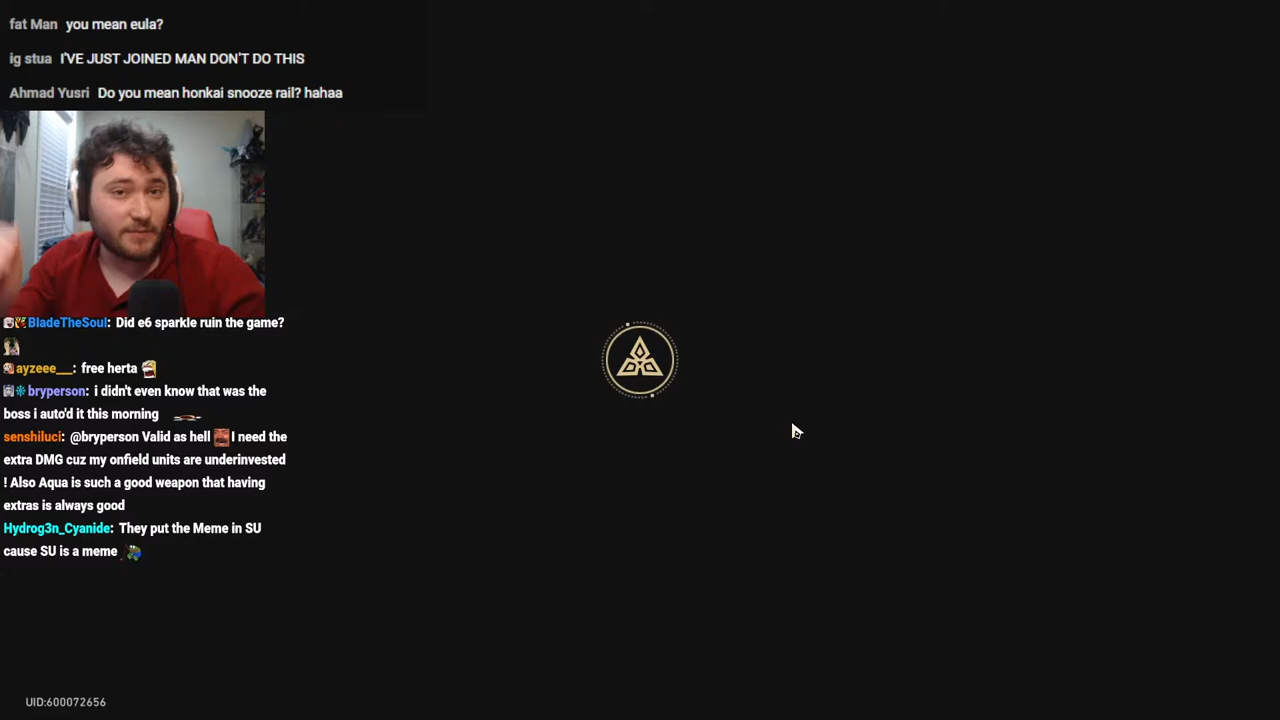 fat Man you mean eula?
ig stua I'VE JUST JOINED MAN DON'T DO THIS
Ahmad Yusri Do you mean honkai snooze rail? hahaa
BladeTheSoul: Did e6 sparkle ruin the game?
ayzeee__: free herta
bryperson: i didn't even know that was the
boss i auto'd it this morning
senshiluci: @bryperson Valid as hell I need the
extra DMG cuz my onfield units are underinvested
! Also Aqua is such a good weapon that having
extras is always good
Hydrog3n_Cyanide: They put the Meme in SU
cause SU is a meme
UID:600072656